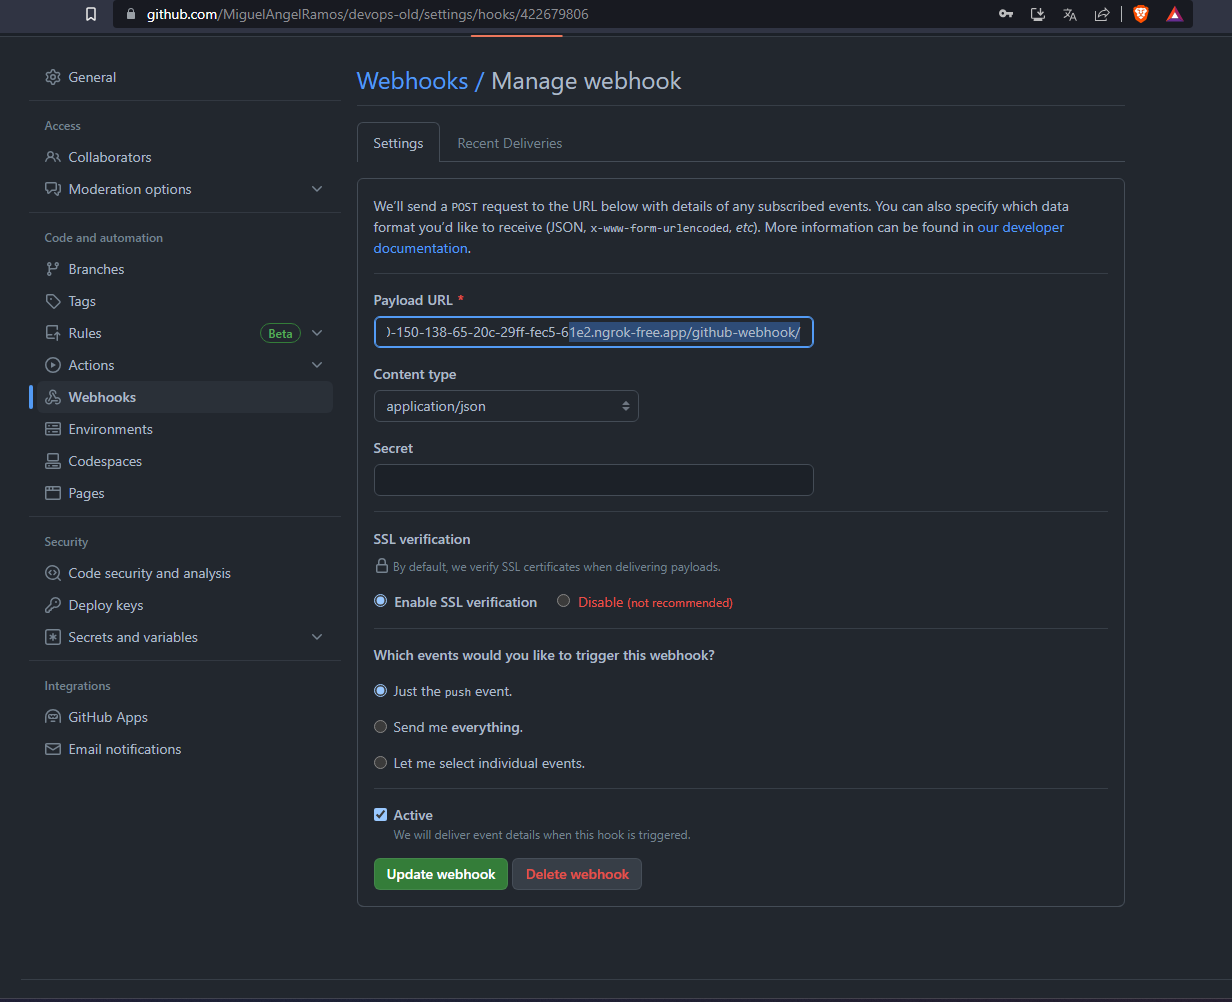 github.com/MiguelAngelRamos/devops-old/settings/hooks/422679806
General
Access
Collaborators
Moderation options
Code and automation
Branches
Tags
Rules Beta
Actions
Webhooks
Environments
Codespaces
Pages
Security
Code security and analysis
Deploy keys
Secrets and variables
Integrations
GitHub Apps
Email notifications
Webhooks / Manage webhook
Settings Recent Deliveries
We'll send a POST request to the URL below with details of any subscribed events. You can also specify which data
format you'd like to receive (JSON, x-www-form-urlencoded, etc). More information can be found in our developer
documentation.
Payload URL *
-150-138-65-20c-29ff-fec5-61e2.ngrok-free.app/github-webhook/
Content type
application/json
Secret
SSL verification
By default, we verify SSL certificates when delivering payloads.
Enable SSL verification Disable (not recommended)
Which events would you like to trigger this webhook?
Just the push event.
Send me everything.
Let me select individual events.
Active
We will deliver event details when this hook is triggered.
Update webhook Delete webhook